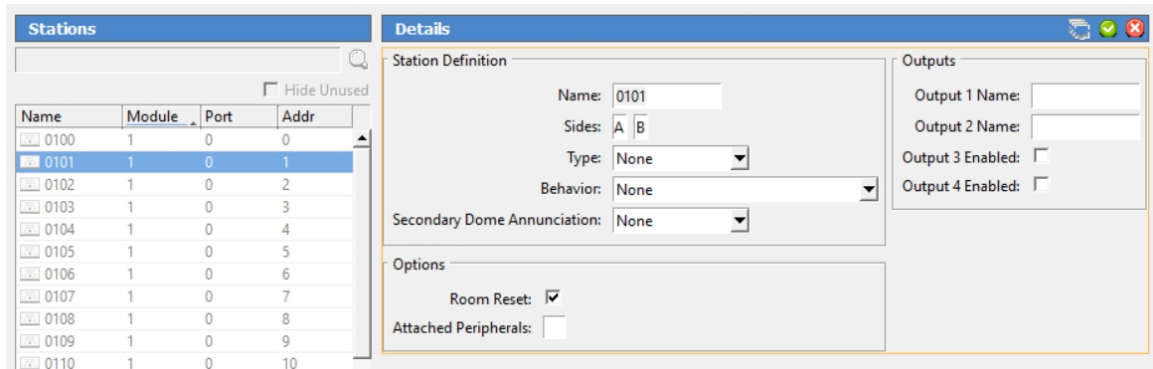 Stations
Hide Unused
Name Module Port Addr
0100 1 0 0
0101 1 0 1
0102 1 0 2
0103 1 0 3
0104 1 0 4
0105 1 0 5
0106 1 0 6
0107 1 0 7
0108 1 0 8
0109 1 0 9
0110 1 0 10
Details
Station Definition
Name: 0101
Sides: A B
Type: None
Behavior: None
Secondary Dome Annunciation: None
Options
Room Reset:
Attached Peripherals:
Outputs
Output 1 Name:
Output 2 Name:
Output 3 Enabled:
Output 4 Enabled: